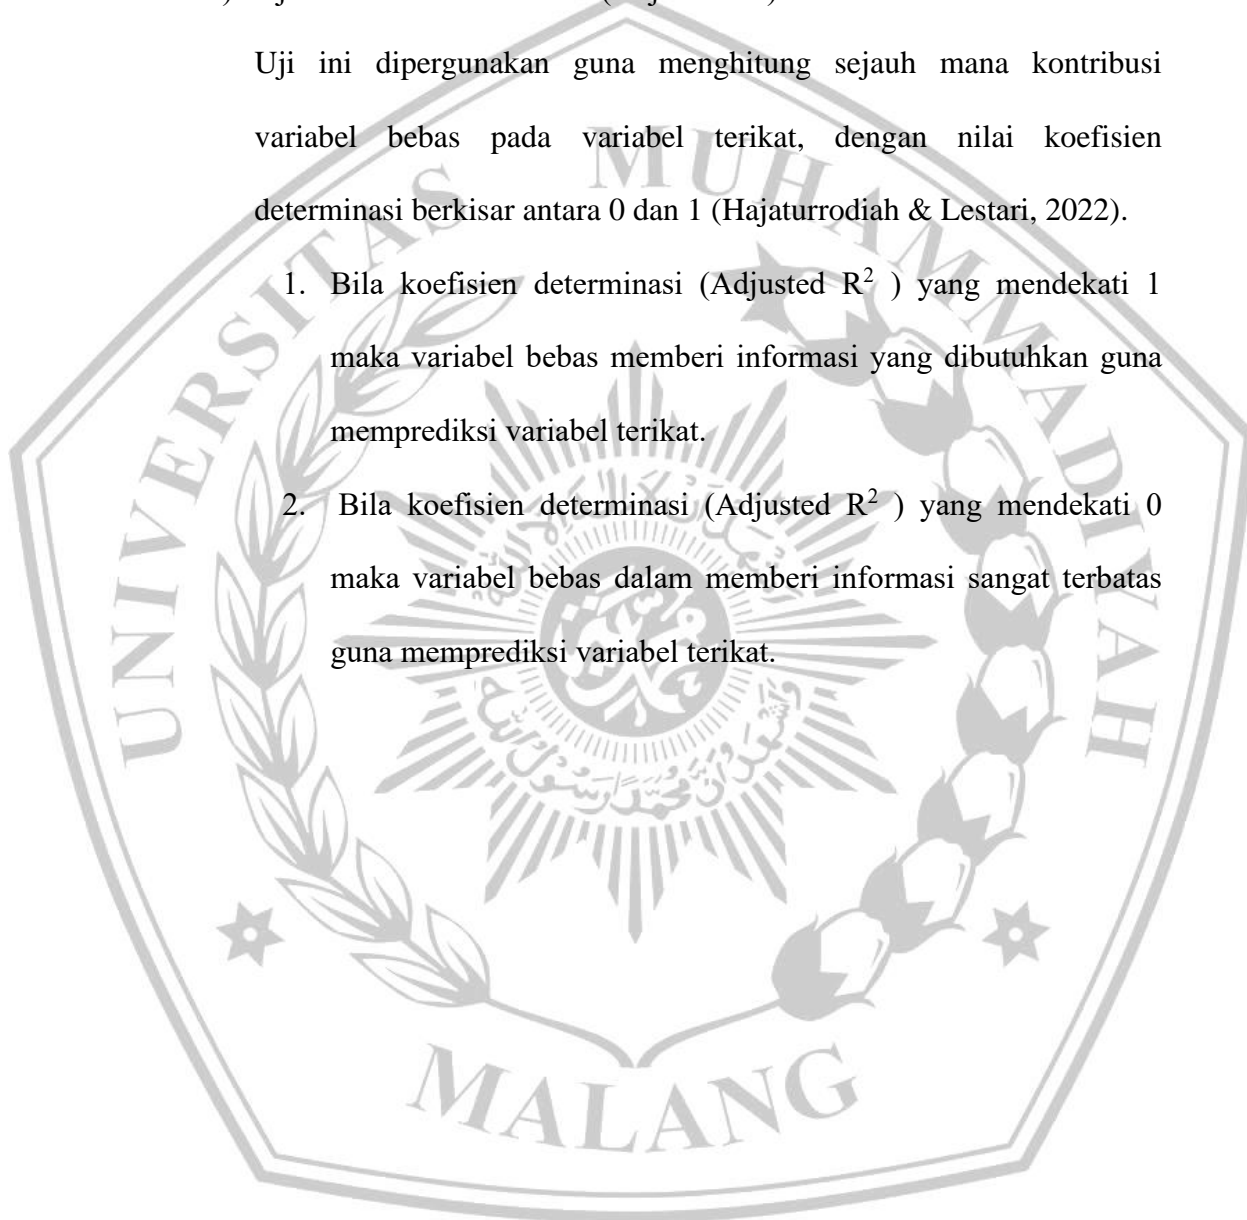 Uji ini dipergunakan guna menghitung sejauh mana kontribusi
variabel bebas pada variabel terikat, dengan nilai koefisien
determinasi berkisar antara 0 dan 1 (Hajaturrodiah & Lestari, 2022).
1. Bila koefisien determinasi (Adjusted R² ) yang mendekati 1
maka variabel bebas memberi informasi yang dibutuhkan guna
memprediksi variabel terikat.
2. Bila koefisien determinasi (Adjusted R² ) yang mendekati 0
maka variabel bebas dalam memberi informasi sangat terbatas
guna memprediksi variabel terikat.
UNIVERSITAS MUHAMMADIYAH
MALANG